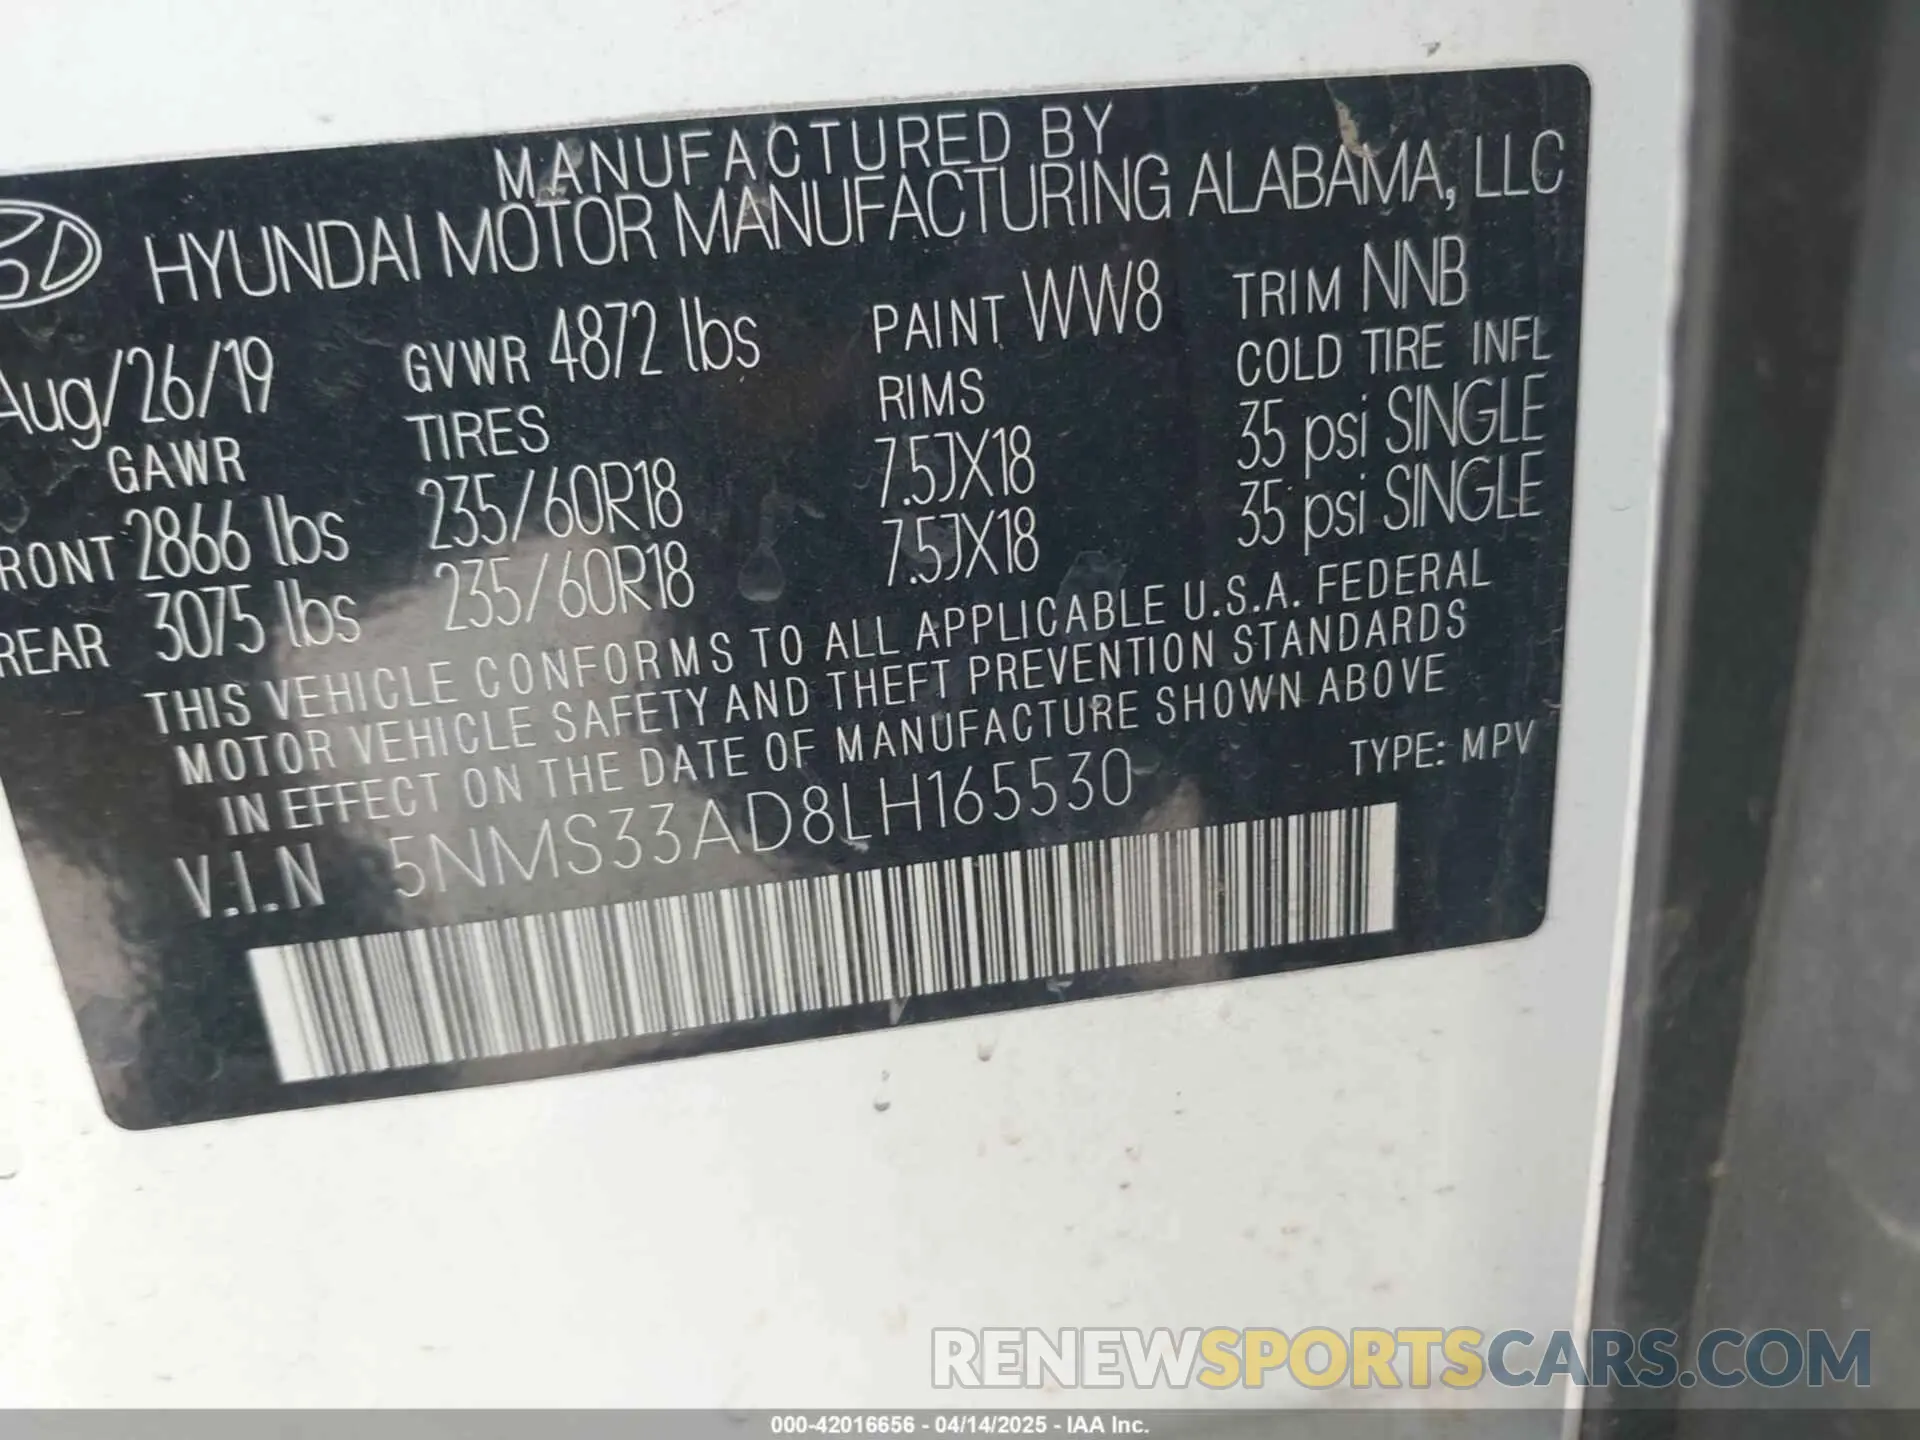 MANUFACTURED BY
HYUNDAI MOTOR MANUFACTURING ALABAMA, LLC
Aug/26/19 GVWR 4872 lbs PAINT WW8 TRIM NNB
GAWR TIRES RIMS COLD TIRE INFL
RONT 2866 lbs 235/60R18 7.5JX18 35 psi SINGLE
REAR 3075 lbs 235/60R18 7.5JX18 35 psi SINGLE
THIS VEHICLE CONFORMS TO ALL APPLICABLE U.S.A. FEDERAL
MOTOR VEHICLE SAFETY AND THEFT PREVENTION STANDARDS
IN EFFECT ON THE DATE OF MANUFACTURE SHOWN ABOVE
V.I.N 5NMS33AD8LH165530 TYPE: MPV
RENEWSPORTSCARS.COM
000-42016656 - 04/14/2025 - IAA Inc.